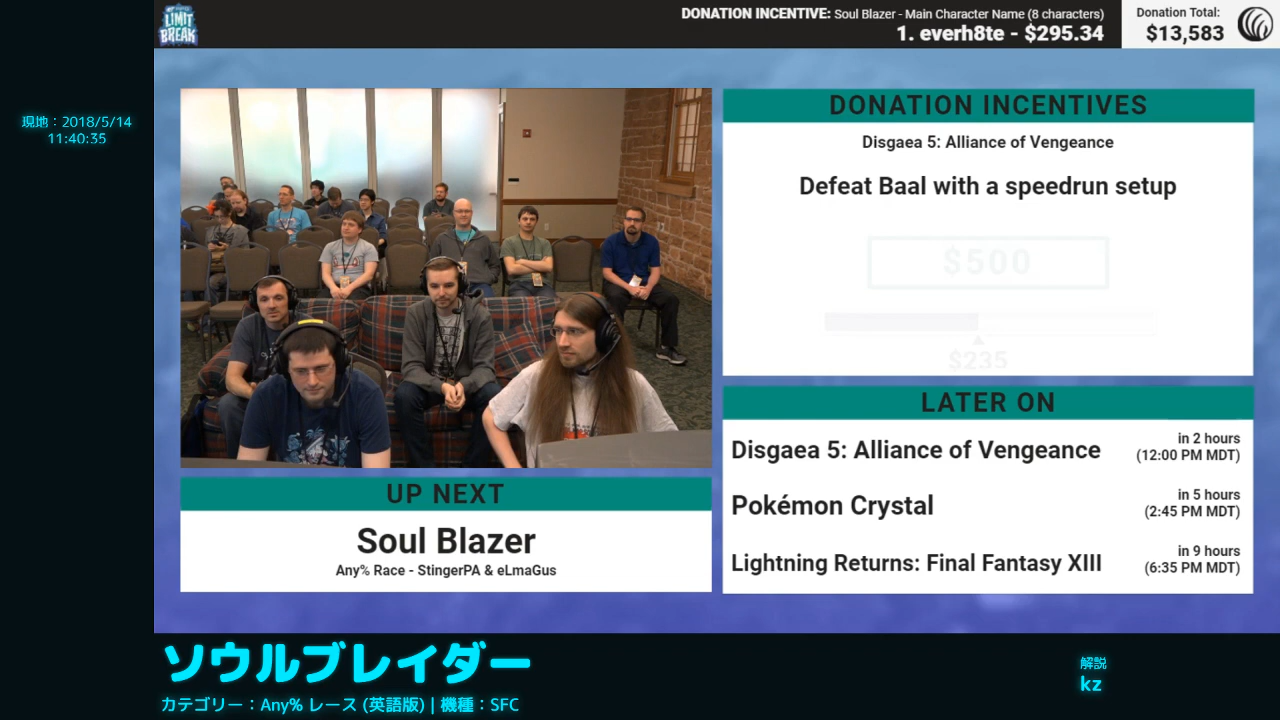 LIMIT
BREAK
DONATION INCENTIVE: Soul Blazer - Main Character Name (8 characters)
1. everh8te - $295.34
Donation Total:
$13,583
現地：2018/5/14
11:40:35
DONATION INCENTIVES
Disgaea 5: Alliance of Vengeance
Defeat Baal with a speedrun setup
$500
$235
LATER ON
Disgaea 5: Alliance of Vengeance
in 2 hours
(12:00 PM MDT)
Pokémon Crystal
in 5 hours
(2:45 PM MDT)
Lightning Returns: Final Fantasy XIII
in 9 hours
(6:35 PM MDT)
UP NEXT
Soul Blazer
Any% Race - StingerPA & eLmaGus
ソウルブレイダー
カテゴリー：Any% レース (英語版) | 機種：SFC
解説
kz